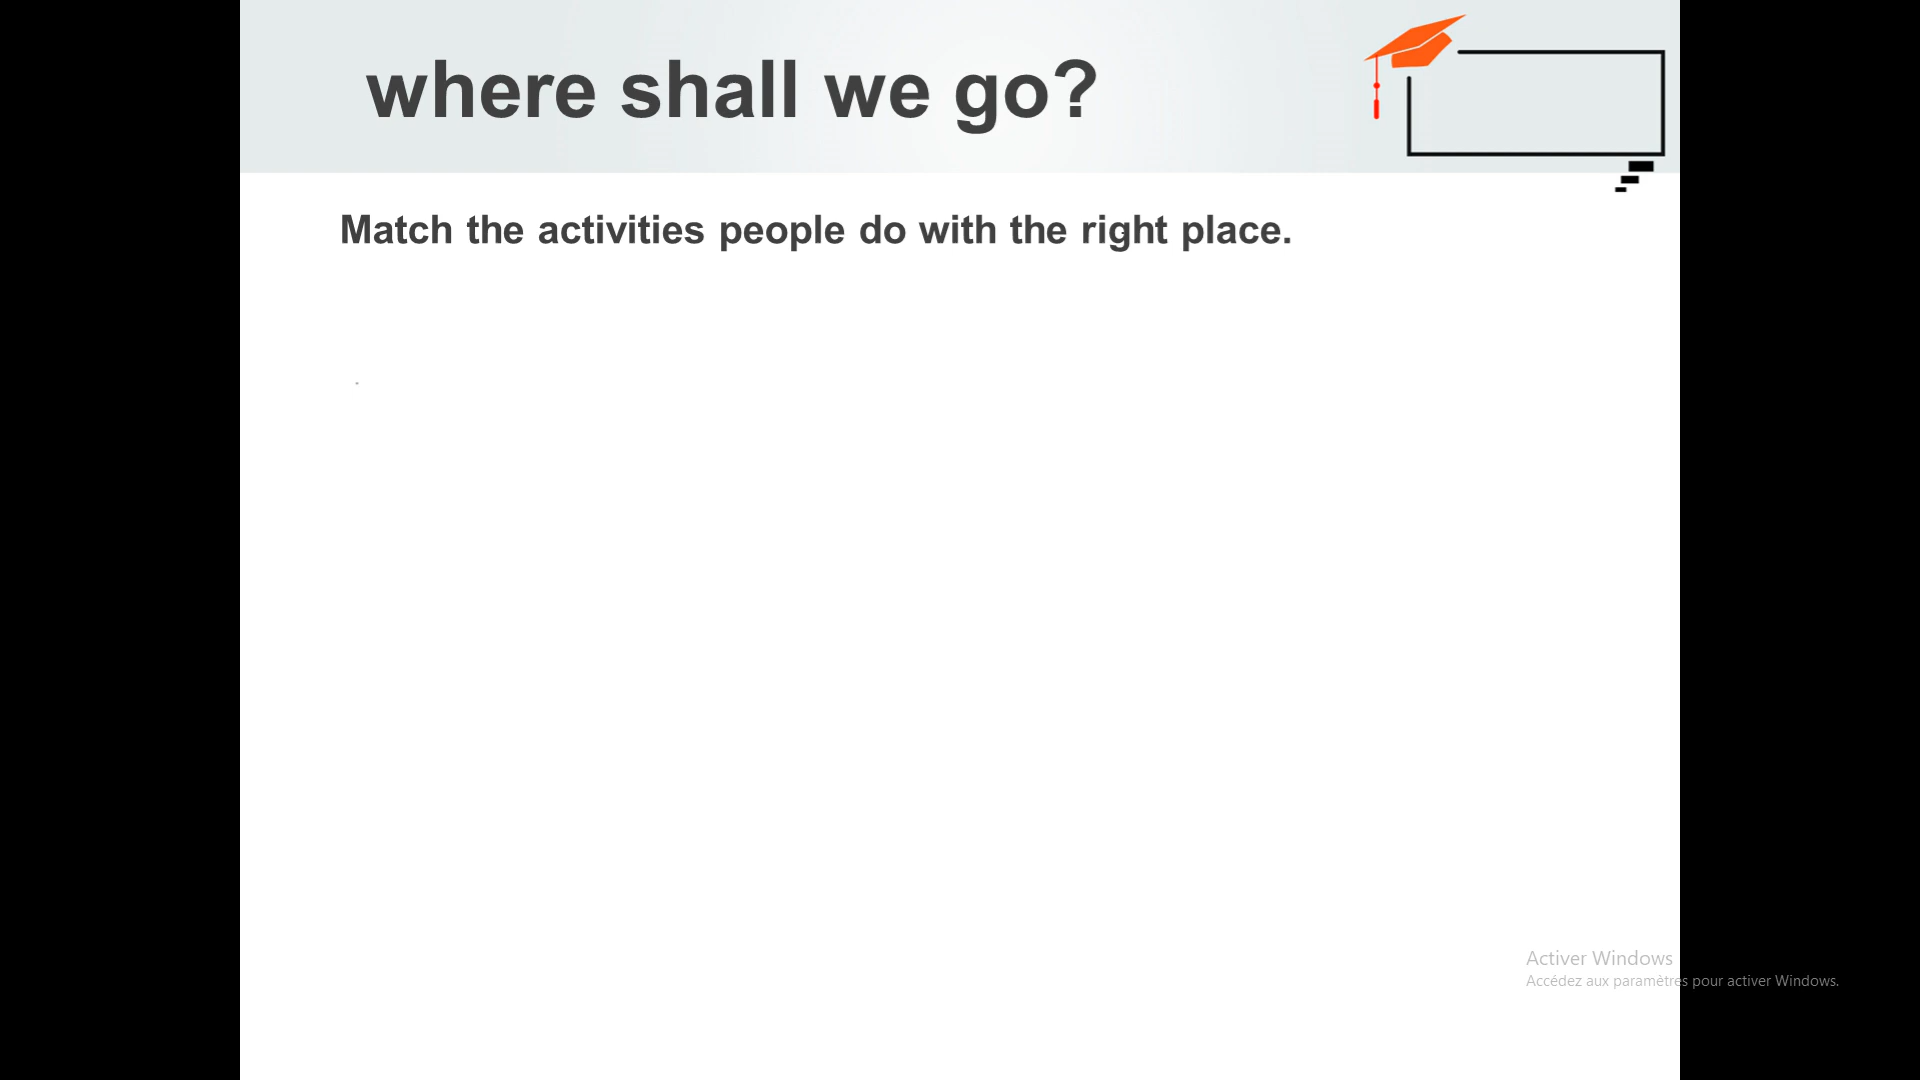 where shall we go?
Match the activities people do with the right place.
Activer Windows
Accédez aux paramètres pour activer Windows.